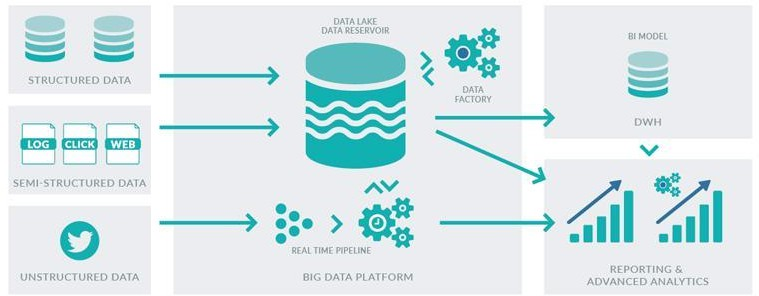 STRUCTURED DATA
LOG
CLICK
WEB
SEMI-STRUCTURED DATA
UNSTRUCTURED DATA
DATA LAKE
DATA RESERVOIR
DATA
FACTORY
REAL TIME PIPELINE
BIG DATA PLATFORM
BI MODEL
DWH
REPORTING &
ADVANCED ANALYTICS